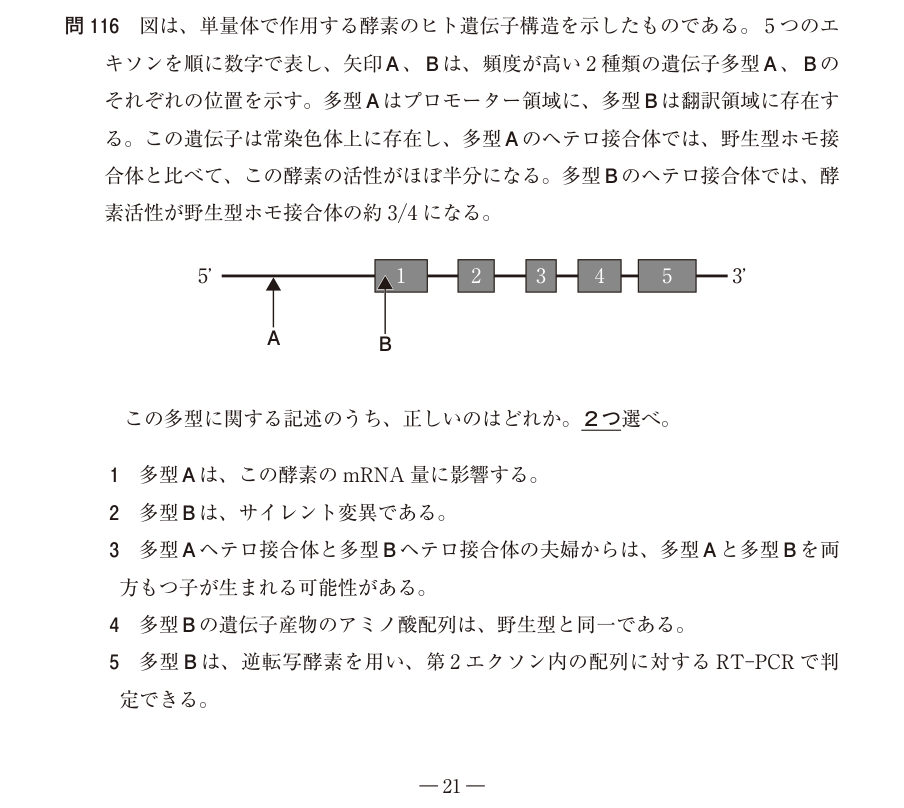 問 116　図は、単量体で作用する酵素のヒト遺伝子構造を示したものである。５つのエ
キソンを順に数字で表し、矢印A、Bは、頻度が高い２種類の遺伝子多型A、Bの
それぞれの位置を示す。多型Aはプロモーター領域に、多型Bは翻訳領域に存在す
る。この遺伝子は常染色体上に存在し、多型Aのヘテロ接合体では、野生型ホモ接
合体と比べて、この酵素の活性がほぼ半分になる。多型Bのヘテロ接合体では、酵
素活性が野生型ホモ接合体の約 3/4 になる。
5’ 1 2 3 4 5 3’
A
B
この多型に関する記述のうち、正しいのはどれか。２つ選べ。
1　多型Aは、この酵素の mRNA 量に影響する。
2　多型Bは、サイレント変異である。
3　多型Aヘテロ接合体と多型Bヘテロ接合体の夫婦からは、多型Aと多型Bを両
方もつ子が生まれる可能性がある。
4　多型Bの遺伝子産物のアミノ酸配列は、野生型と同一である。
5　多型Bは、逆転写酵素を用い、第２エクソン内の配列に対する RT-PCR で判
定できる。
― 21 ―